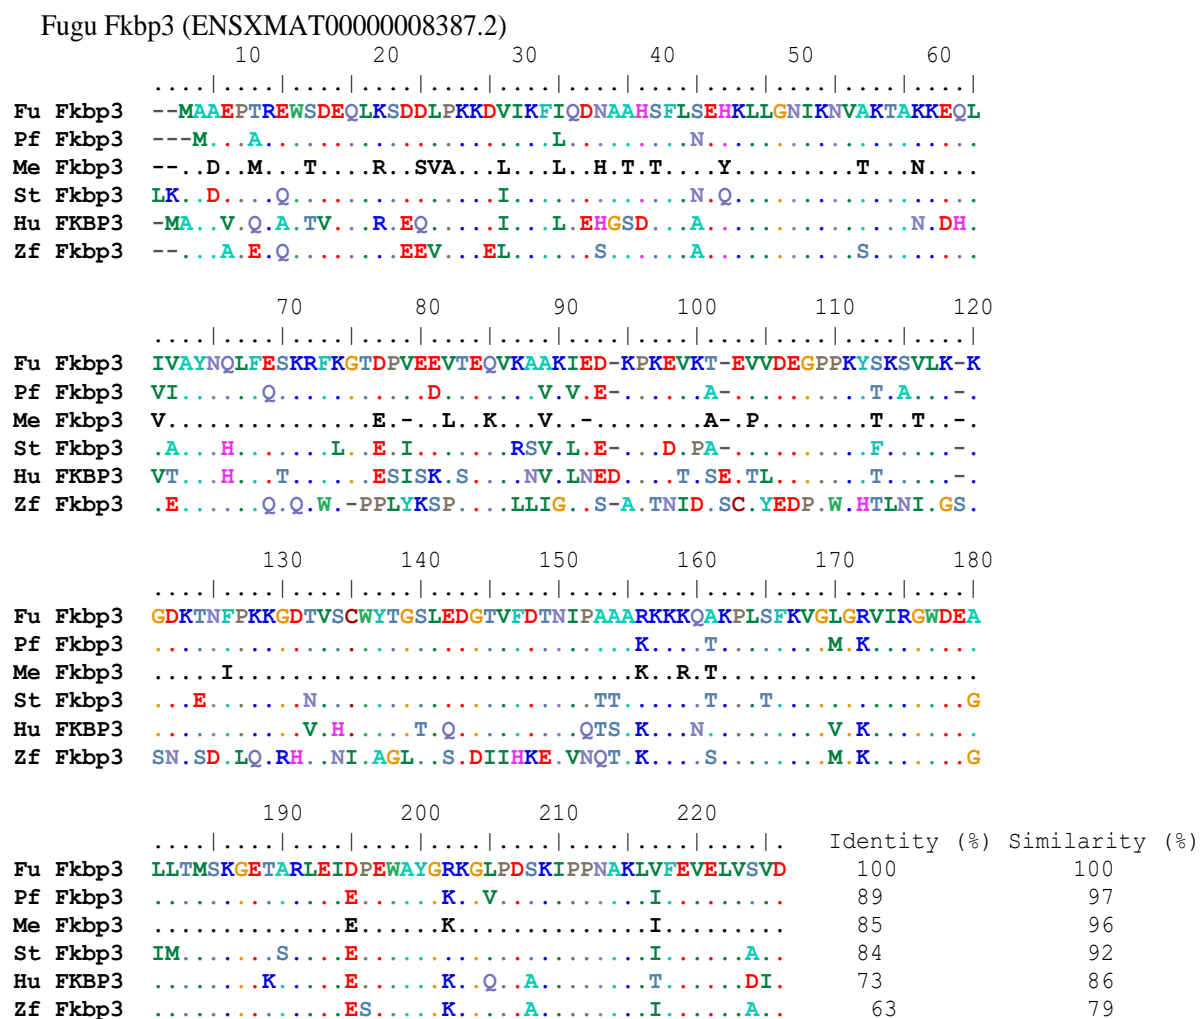 Fugu Fkbp3 (ENSXMAT00000008387.2)
10 20 30 40 50 60
....|....|....|....|....|....|....|....|....|....|....|....|
Fu Fkbp3 --MAAEPTREWSDEQLKSDDLPKKDVIKFIQDNAAHSFLSEHKLLGNIKNVAKTAKKEQL
Pf Fkbp3 ---M...A.....................L.........N....................
Me Fkbp3 --..D..M...T....R..SVA...L...L..H.T.T....Y.........T...N....
St Fkbp3 LK..D....Q...............I.............N.Q..................
Hu FKBP3 -MA..V.Q.A.TV...R.EQ.....I...L.EHGSD...A...............N.DH.
Zf Fkbp3 --...A.E.Q........EEV...EL......S......A...........S........
70 80 90 100 110 120
....|....|....|....|....|....|....|....|....|....|....|....|
Fu Fkbp3 IVAYNQLFESKRFKGTDPVEEVTEQVKAAKIED-KPKEVKT-EVVDEGPPKYSKSVLK-K
Pf Fkbp3 VI......Q...........D.......V.V.E-......A-..........T.A...-.
Me Fkbp3 V...............E.-..L..K...V..-........A-.P........T..T..-.
St Fkbp3 .A...H.......L..E.I.......RSV.L.E-...D.PA-..........F.....-.
Hu FKBP3 VT...H...T......ESISK.S....NV.LNED....T.SE.TL.......T.....-.
Zf Fkbp3 .E......Q.Q.W.-PPLYKSP....LLIG..S-A.TNID.SC.YEDP.W.HTLNI.GS.
130 140 150 160 170 180
....|....|....|....|....|....|....|....|....|....|....|....|
Fu Fkbp3 GDKTNFPKKGDTVSCWYTGSLEDGTVFDTNIPAAARKKKQAKPLSFKVGLGRVIRGWDEA
Pf Fkbp3 ...................................K....T........M.K........
Me Fkbp3 .....I.............................K..R.T...................
St Fkbp3 ...E.......N....................TT......T...T..............G
Hu FKBP3 ...........V.H.....T.Q.........QTS.K...N.........V.K........
Zf Fkbp3 SN.SD.LQ.RH..NI.AGL..S.DIIHKE.VNQT.K....S........M.K.......G
190 200 210 220
....|....|....|....|....|....|....|....|....|. Identity (%) Similarity (%)
Fu Fkbp3 LLTMSKGETARLEIDPEWAYGRKGLPDSKIPPNAKLVFEVELVSVD 100 100
Pf Fkbp3 ..............E......K..V...........I......... 89 97
Me Fkbp3 ..............E......K..............I......... 85 96
St Fkbp3 IM.......S....E.....................I......A.. 84 92
Hu FKBP3 ........K.....E......K..Q..A........T......DI. 73 86
Zf Fkbp3 ..............ES.....K.....A........I......A.. 63 79